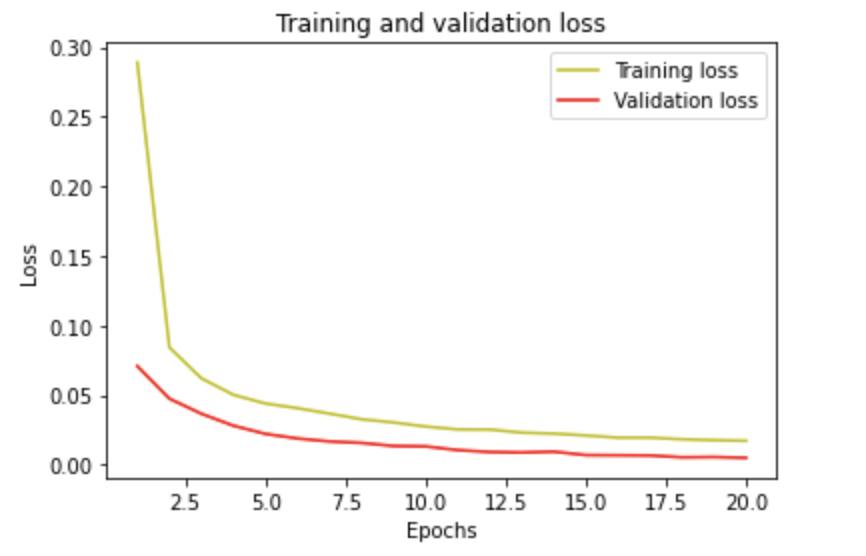 Training and validation loss
0.30
Training loss
Validation loss
0.25
0.20
0.15
0.10
0.05
0.00
Loss
2.5 5.0 7.5 10.0 12.5 15.0 17.5 20.0
Epochs